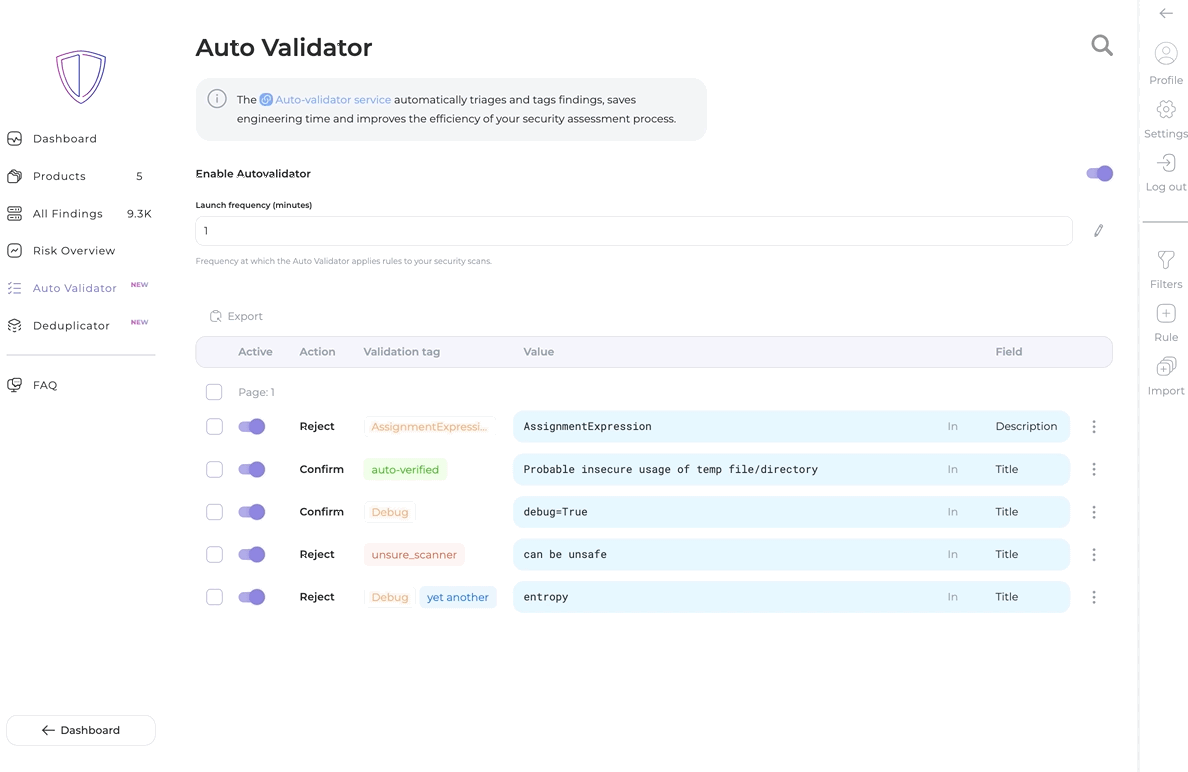 Auto Validator
The Auto-validator service automatically triages and tags findings, saves
engineering time and improves the efficiency of your security assessment process.
Dashboard
Products 5
All Findings 9.3K
Risk Overview
Auto Validator NEW
Deduplicator NEW
FAQ
Dashboard
Enable Autovalidator
Launch frequency (minutes)
1
Frequency at which the Auto Validator applies rules to your security scans.
Export
Active Action Validation tag Value Field
Page: 1
Reject AssignmentExpressi... AssignmentExpression In Description
Confirm auto-verified Probable insecure usage of temp file/directory In Title
Confirm Debug debug=True In Title
Reject unsure_scanner can be unsafe In Title
Reject Debug yet another entropy In Title
Profile
Settings
Log out
Filters
Rule
Import